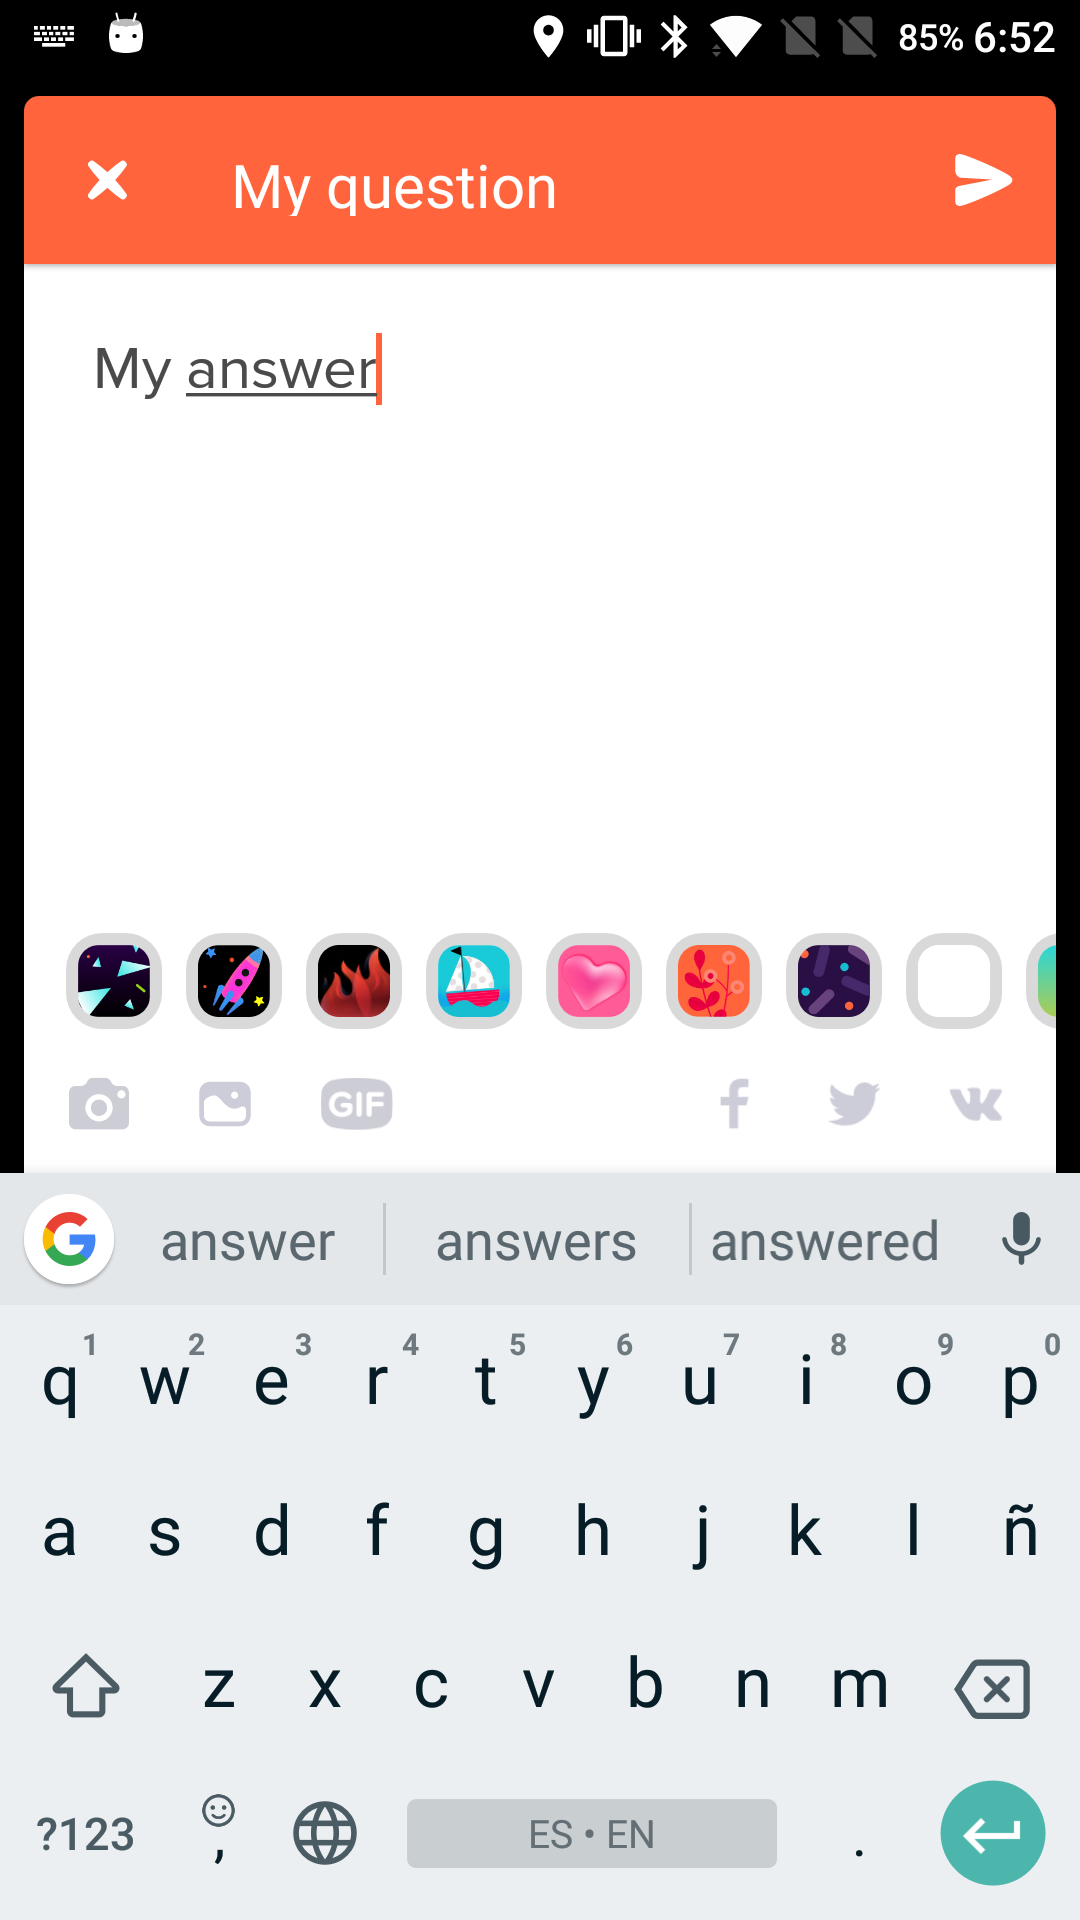 85% 6:52
My question
My answer
GIF
answer answers answered
1 2 3 4 5 6 7 8 9 0
q w e r t y u i o p
a s d f g h j k l ñ
z x c v b n m
?123 , ES • EN .